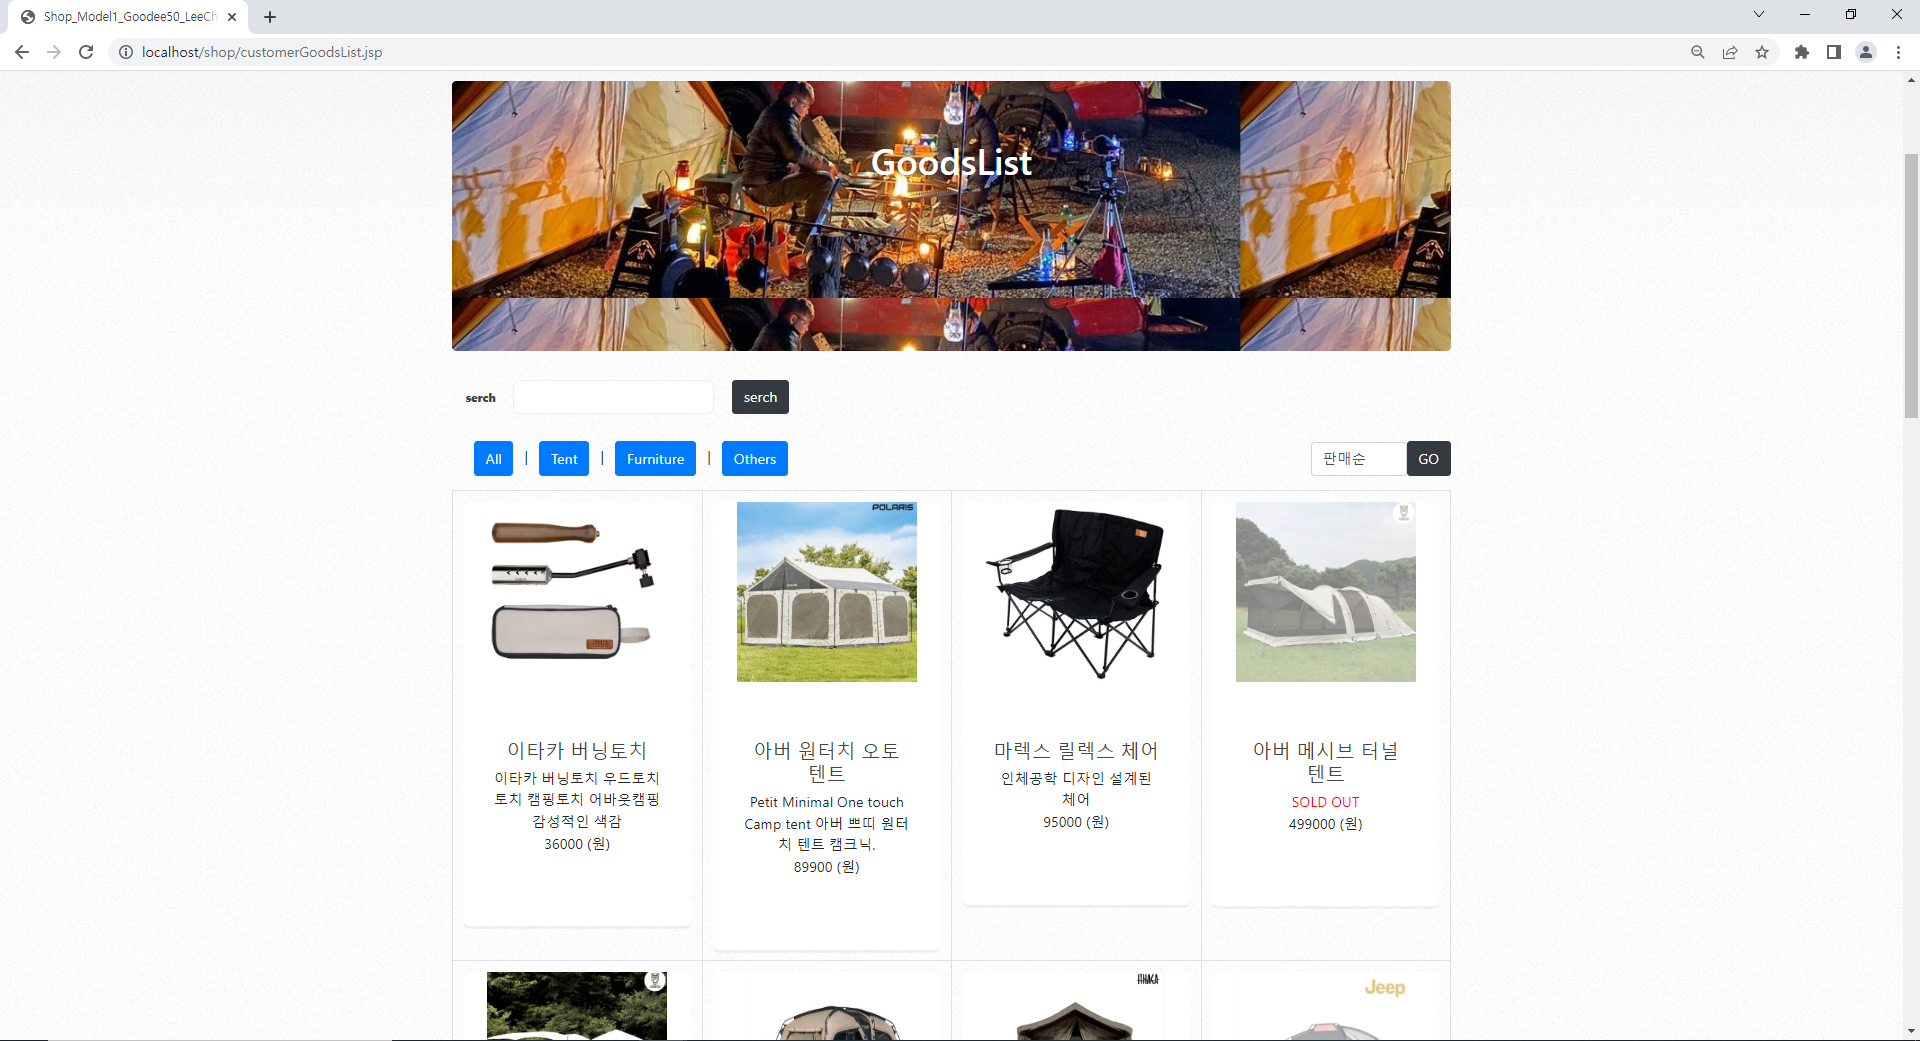 Shop_Model1_Goodee50_LeeCh
localhost/shop/customerGoodsList.jsp
GoodsList
serch
serch
All | Tent | Furniture | Others
판매순
GO
POLARIS
이타카 버닝토치
이타카 버닝토치 우드토치
토치 캠핑토치 어바웃캠핑
감성적인 색감
36000 (원)
아버 원터치 오토
텐트
Petit Minimal One touch
Camp tent 아버 쁘띠 원터
치 텐트 캠크닉.
89900 (원)
마렉스 릴렉스 체어
인체공학 디자인 설계된
체어
95000 (원)
아버 메시브 터널
텐트
SOLD OUT
499000 (원)
ITHACA
Jeep